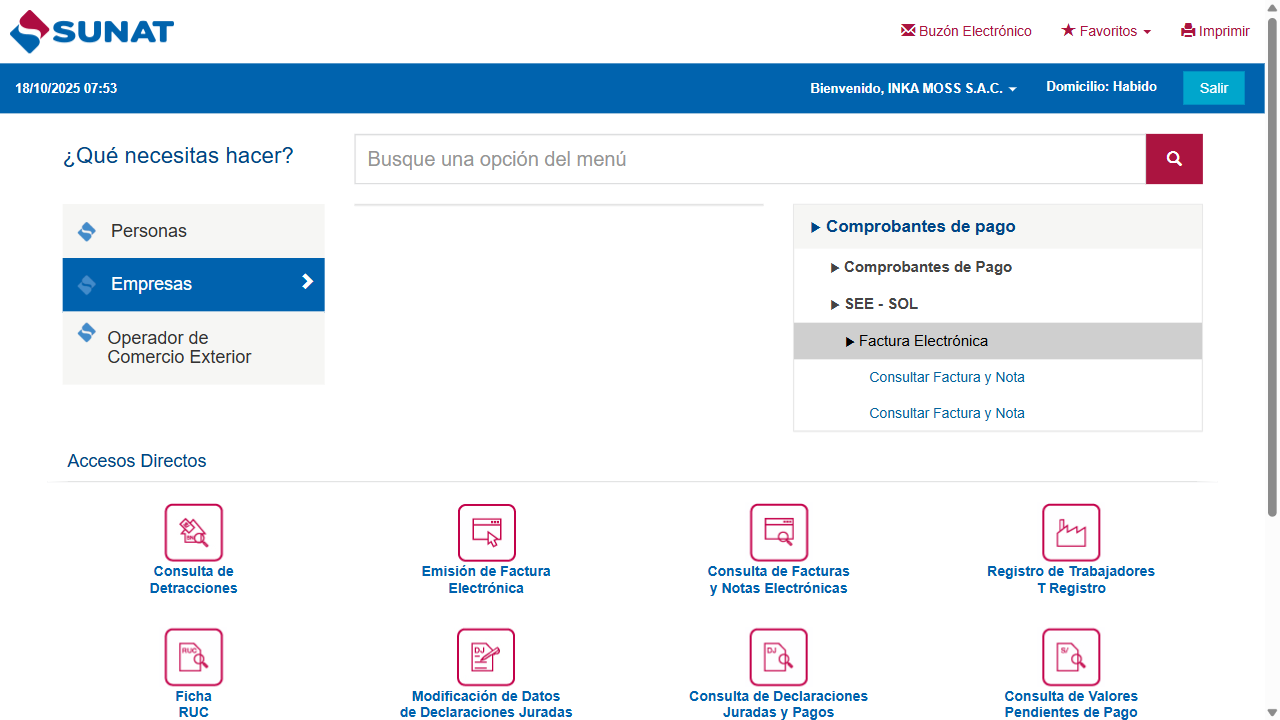 SUNAT
Buzón Electrónico
Favoritos
Imprimir
18/10/2025 07:53
Bienvenido, INKA MOSS S.A.C.
Domicilio: Habido
Salir
¿Qué necesitas hacer?
Busque una opción del menú
Personas
Empresas
Operador de
Comercio Exterior
Comprobantes de pago
Comprobantes de Pago
SEE - SOL
Factura Electrónica
Consultar Factura y Nota
Consultar Factura y Nota
Accesos Directos
Consulta de
Detracciones
Emisión de Factura
Electrónica
Consulta de Facturas
y Notas Electrónicas
Registro de Trabajadores
T Registro
RUC
Ficha
RUC
DJ
Modificación de Datos
de Declaraciones Juradas
DJ
Consulta de Declaraciones
Juradas y Pagos
S/
Consulta de Valores
Pendientes de Pago